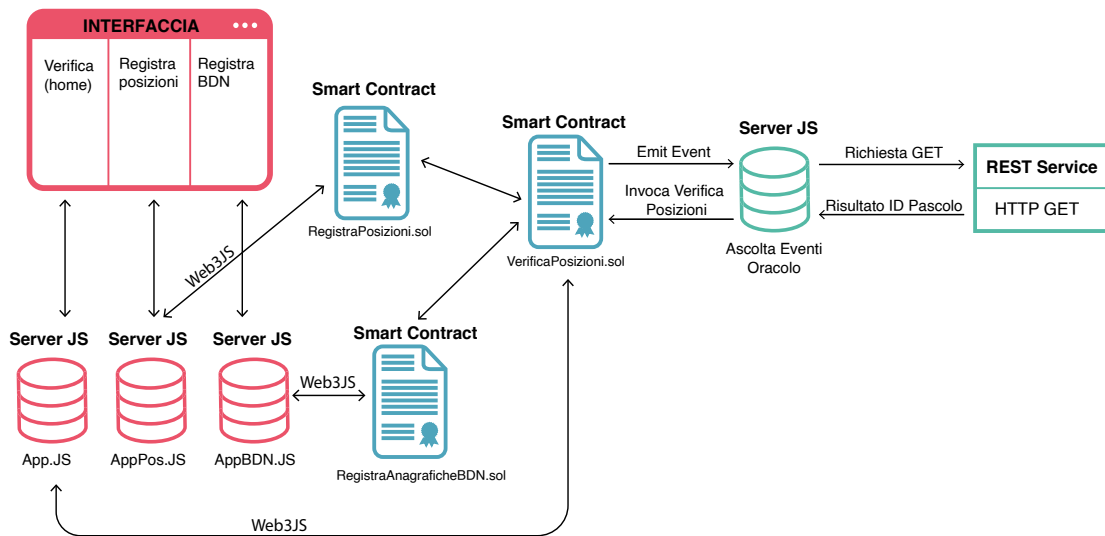 INTERFACCIA
Verifica
(home)
Registra
posizioni
Registra
BDN
Smart Contract
RegistraPosizioni.sol
Smart Contract
VerificaPosizioni.sol
Emit Event
Invoca Verifica
Posizioni
Server JS
Ascolta Eventi
Oracolo
Richiesta GET
Risultato ID Pascolo
REST Service
HTTP GET
Web3JS
Server JS
App.JS
Server JS
AppPos.JS
Server JS
AppBDN.JS
Web3JS
Smart Contract
RegistraAnagraficheBDN.sol
Web3JS